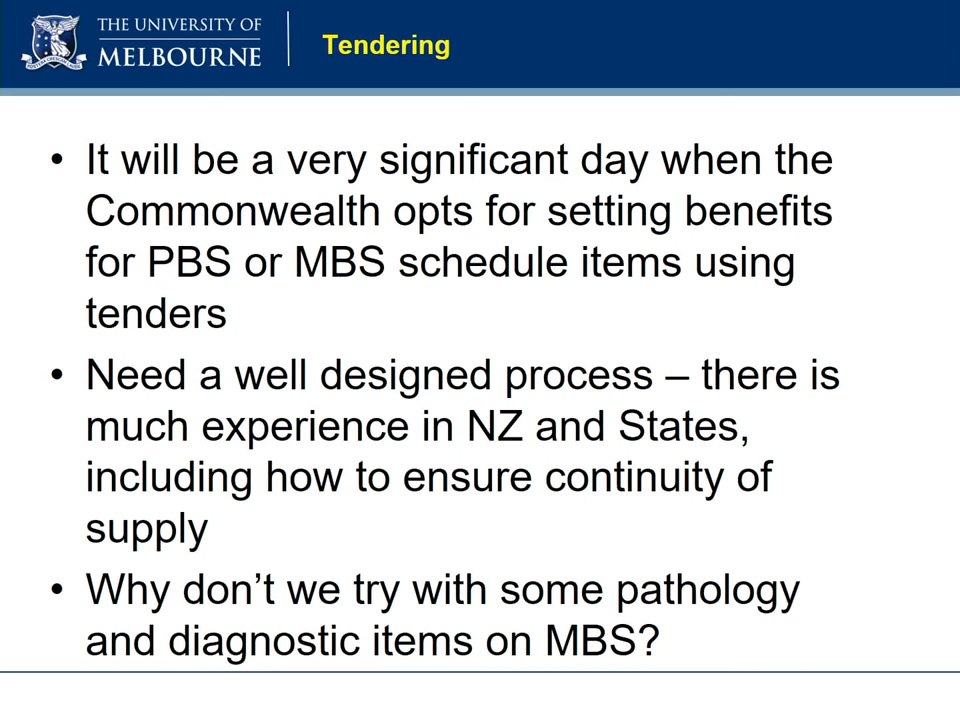 THE UNIVERSITY OF
MELBOURNE
Tendering
• It will be a very significant day when the
Commonwealth opts for setting benefits
for PBS or MBS schedule items using
tenders
• Need a well designed process – there is
much experience in NZ and States,
including how to ensure continuity of
supply
• Why don’t we try with some pathology
and diagnostic items on MBS?